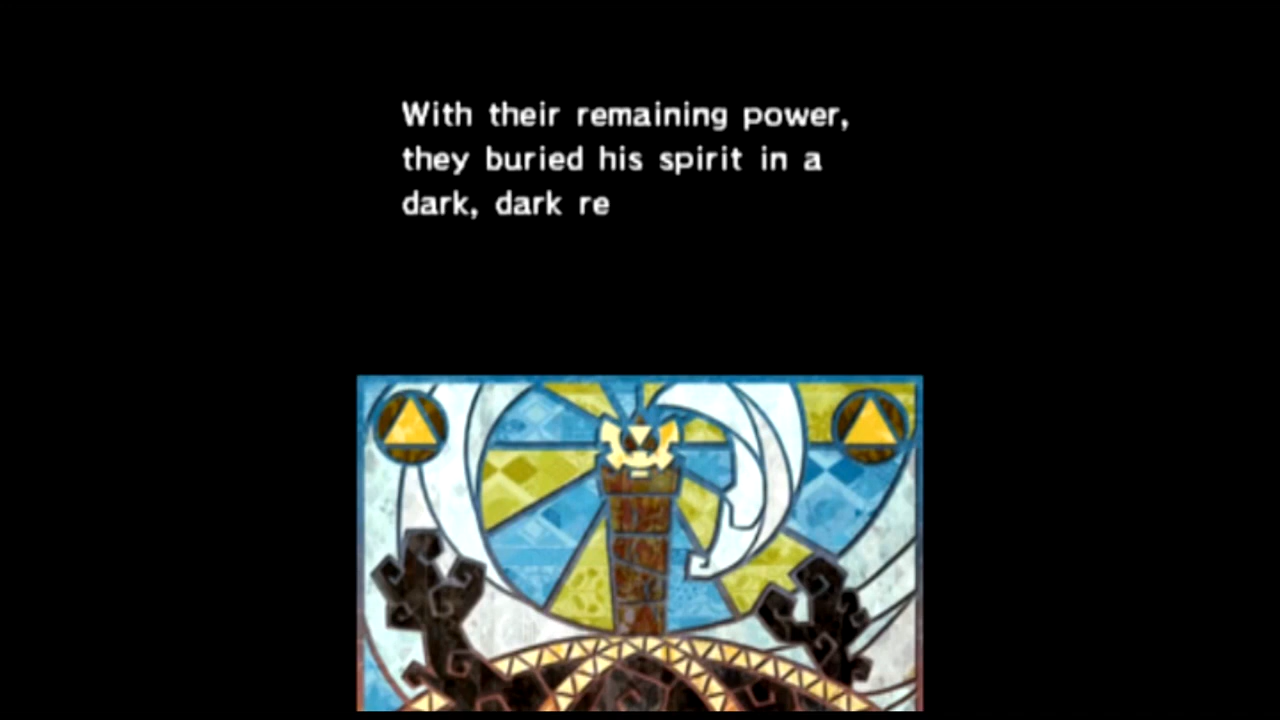 With their remaining power,
they buried his spirit in a
dark, dark re